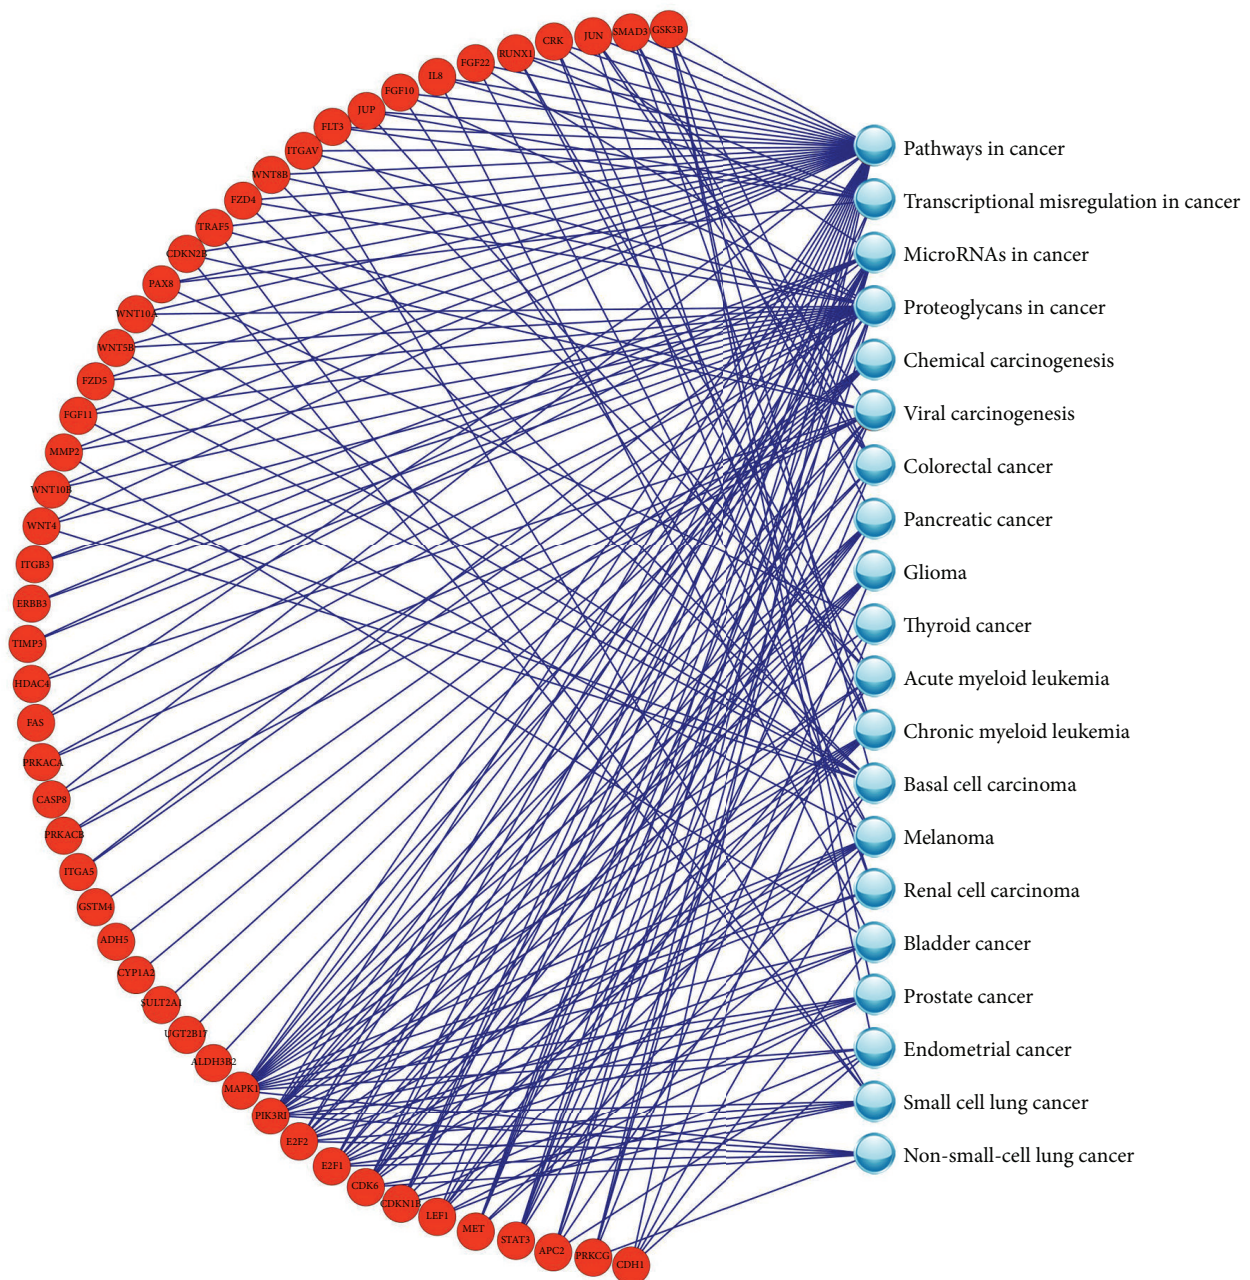 GSK3B
SMAD3
JUN
CRK
RUNX1
FGF22
IL8
FGF10
JUP
FLT3
ITGAV
WNT8B
FZD4
TRAF5
CDKN2B
PAX8
WNT10A
WNT5B
FZD5
FGF11
MMP2
WNT10B
WNT4
ITGB3
ERBB3
TIMP3
HDAC4
FAS
PRKACA
CASP8
PRKACB
ITGA5
GSTM4
ADH5
CYP1A2
SULT2A1
UGT2B17
ALDH3B2
MAPK1
PIK3RI
E2F2
E2F1
CDK6
CDKN1B
LEF1
MET
STAT3
APC2
PRKCG
CDH1
Pathways in cancer
Transcriptional misregulation in cancer
MicroRNAs in cancer
Proteoglycans in cancer
Chemical carcinogenesis
Viral carcinogenesis
Colorectal cancer
Pancreatic cancer
Glioma
Thyroid cancer
Acute myeloid leukemia
Chronic myeloid leukemia
Basal cell carcinoma
Melanoma
Renal cell carcinoma
Bladder cancer
Prostate cancer
Endometrial cancer
Small cell lung cancer
Non-small-cell lung cancer